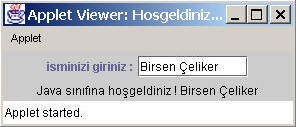 Applet Viewer: Hosgeldiniz...
Applet
isminizi giriniz : Birsen Çeliker
Java sınıfına hoşgeldiniz ! Birsen Çeliker
Applet started.